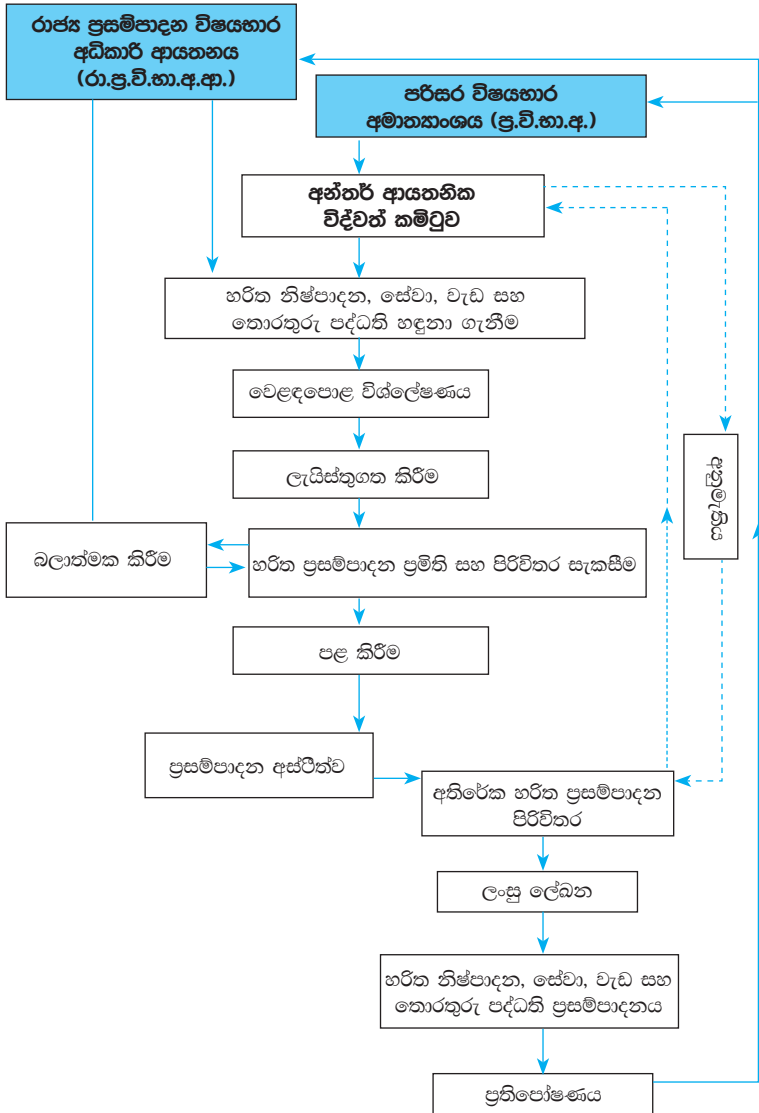 රාජ්‍ය ප්‍රසම්පාදන විෂයභාර
අධිකාරි ආයතනය
(රා.ප්‍ර.වි.භා.අ.ආ.)
පරිසර විෂයභාර
අමාත්‍යාංශය (ප්‍ර.වි.භා.අ.)
අන්තර් ආයතනික
විද්වත් කමිටුව
හරිත නිෂ්පාදන, සේවා, වැඩ සහ
තොරතුරු පද්ධති හඳුනා ගැනීම
වෙළඳපොළ විශ්ලේෂණය
ලැයිස්තුගත කිරීම
බලාත්මක කිරීම
හරිත ප්‍රසම්පාදන ප්‍රමිති සහ පිරිවිතර සැකසීම
පළ කිරීම
ප්‍රසම්පාදන අස්ථිත්ව
අතිරේක හරිත ප්‍රසම්පාදන
පිරිවිතර
ලංසු ලේඛන
හරිත නිෂ්පාදන, සේවා, වැඩ සහ
තොරතුරු පද්ධති ප්‍රසම්පාදනය
ප්‍රතිපෝෂණය